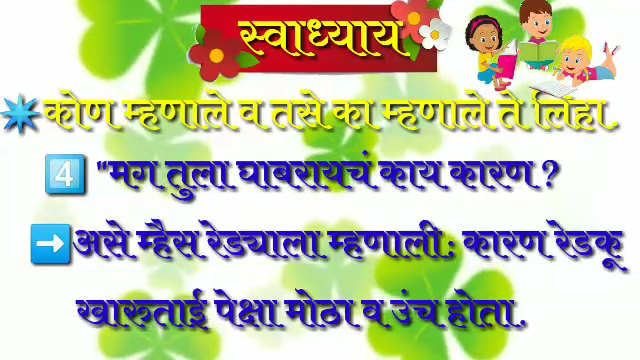 स्वाध्याय
कोण म्हणाले व तसे का म्हणाले ते लिहा.
4 "मग तुला घाबरायचं काय कारण ?
असे म्हैस रेड्याला म्हणाली; कारण रेडकू
खारुताई पेक्षा मोठा व उंच होता.